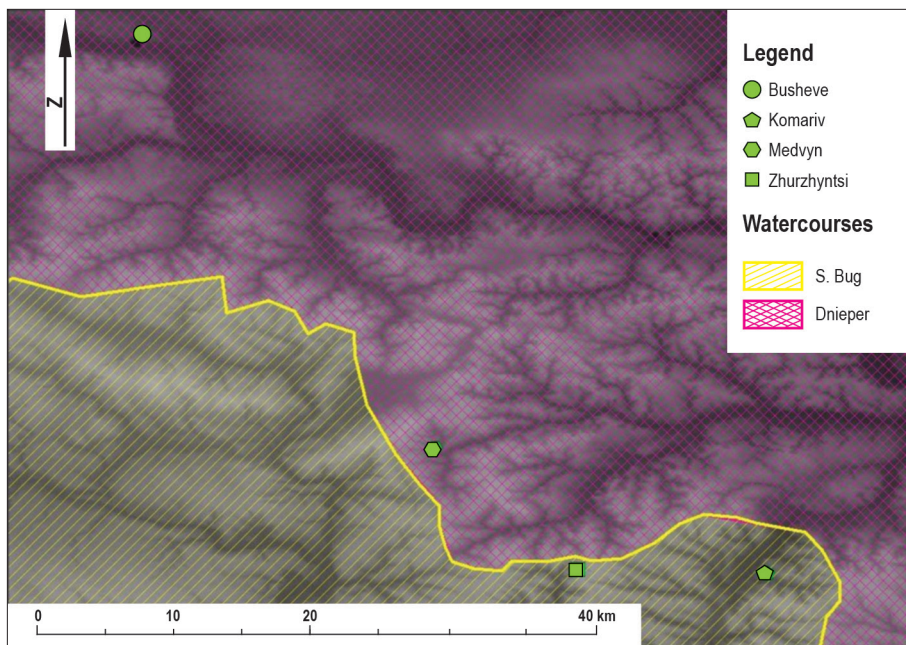 N
Legend
Busheve
Komariv
Medvyn
Zhurzhyntsi
Watercourses
S. Bug
Dnieper
0 10 20 40 km